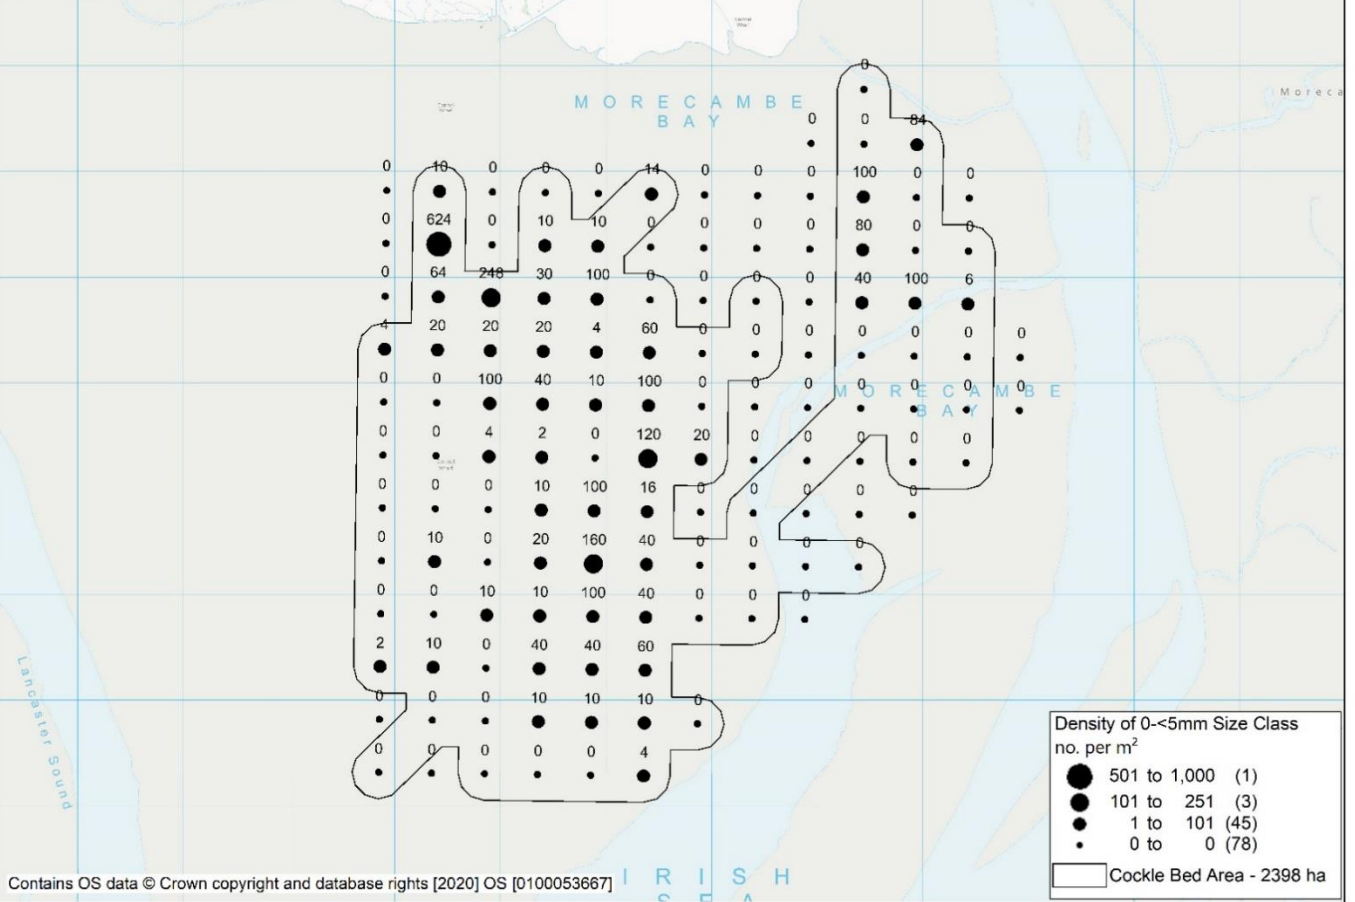 0
Moreca
MORECAMBE
BAY
0 0 84
0 10 0 0 0 14 0 0 0 100 0 0
0 624 0 10 10 0 0 0 0 80 0 0
0 64 248 30 100 0 0 0 0 40 100 6
4 20 20 20 4 60 0 0 0 0 0 0 0
0 0 100 40 10 100 0 0 0 0 0 0 0
MORECAMBE
BAY
0 0 4 2 0 120 20 0 0 0 0 0
0 0 0 10 100 16 0 0 0 0 0
0 10 0 20 160 40 0 0 0 0
0 0 10 10 100 40 0 0 0
2 10 0 40 40 60
0 0 0 10 10 10 0
0 0 0 0 0 4
Lancaster Sound
Density of 0-<5mm Size Class
no. per m²
501 to 1,000 (1)
101 to 251 (3)
1 to 101 (45)
0 to 0 (78)
Cockle Bed Area - 2398 ha
IRISH
SEA
Contains OS data © Crown copyright and database rights [2020] OS [0100053667]